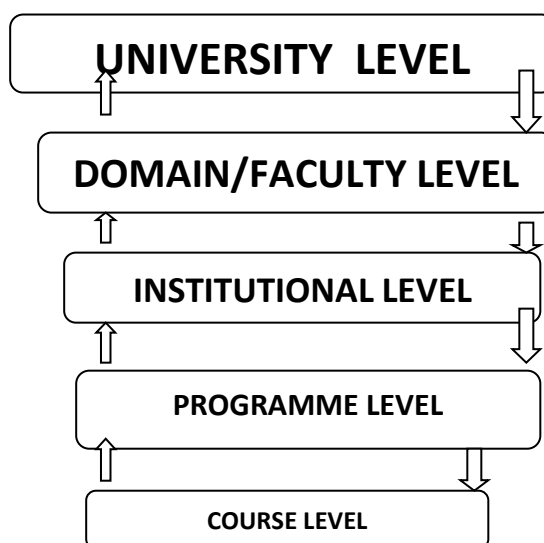 UNIVERSITY LEVEL
DOMAIN/FACULTY LEVEL
INSTITUTIONAL LEVEL
PROGRAMME LEVEL
COURSE LEVEL